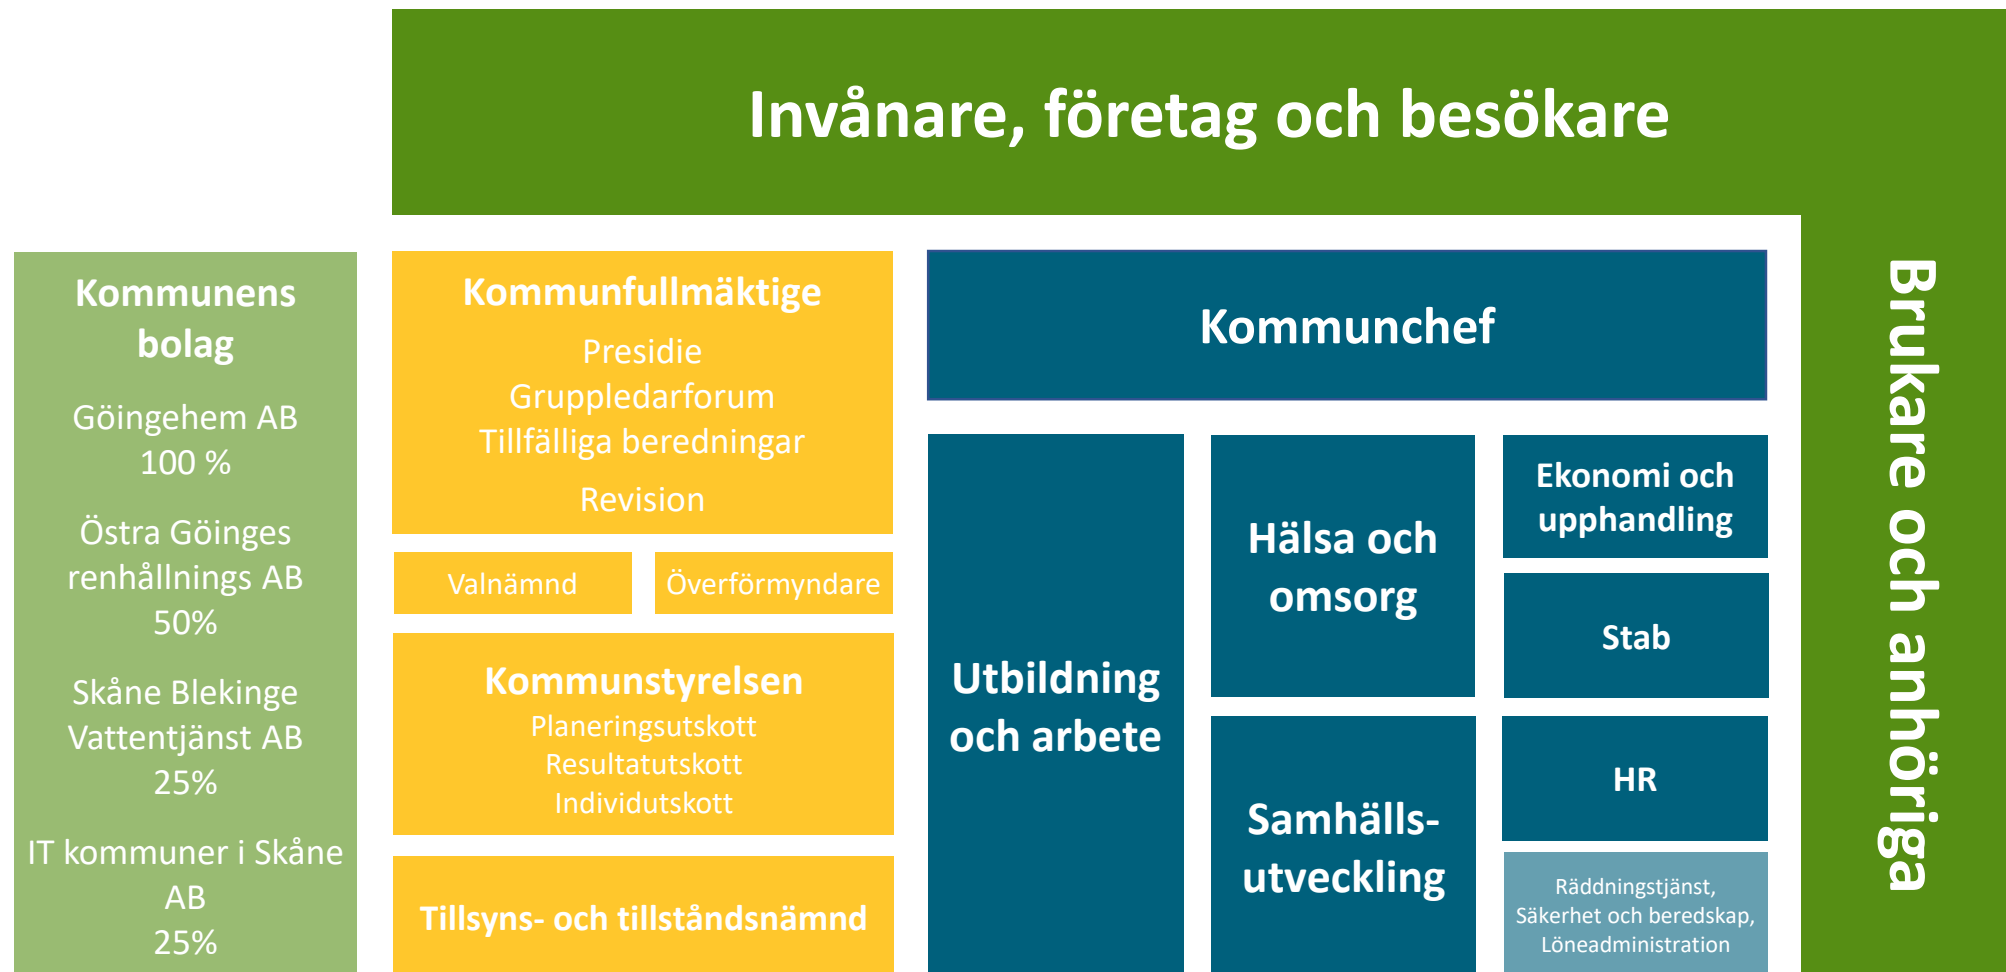 Invånare, företag och besökare
Brukare och anhöriga
Kommunens
bolag
Göingehem AB
100 %
Östra Göinges
renhållnings AB
50%
Skåne Blekinge
Vattentjänst AB
25%
IT kommuner i Skåne
AB
25%
Kommunfullmäktige
Presidie
Gruppledarforum
Tillfälliga beredningar
Revision
Valnämnd
Överförmyndare
Kommunstyrelsen
Planeringsutskott
Resultatutskott
Individutskott
Tillsyns- och tillståndsnämnd
Kommunchef
Utbildning
och arbete
Hälsa och
omsorg
Samhälls-
utveckling
Ekonomi och
upphandling
Stab
HR
Räddningstjänst,
Säkerhet och beredskap,
Löneadministration